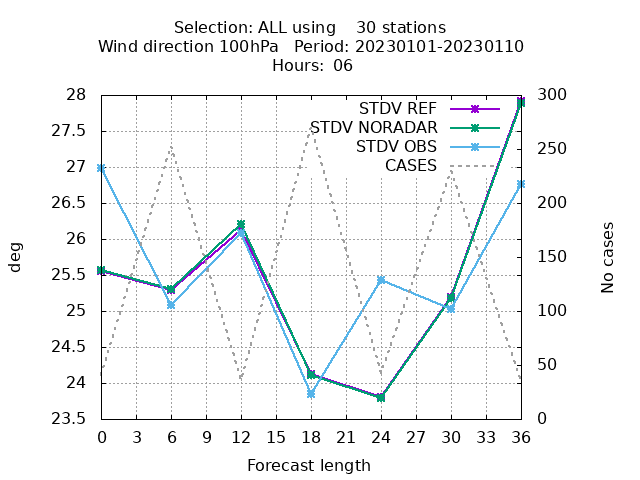 Selection: ALL using    30 stations
Wind direction 100hPa   Period: 20230101-20230110
Hours: 06
STDV REF
STDV NORADAR
STDV OBS
CASES
28
27.5
27
26.5
26
25.5
25
24.5
24
23.5
300
250
200
150
100
50
0
deg
No cases
0 3 6 9 12 15 18 21 24 27 30 33 36
Forecast length